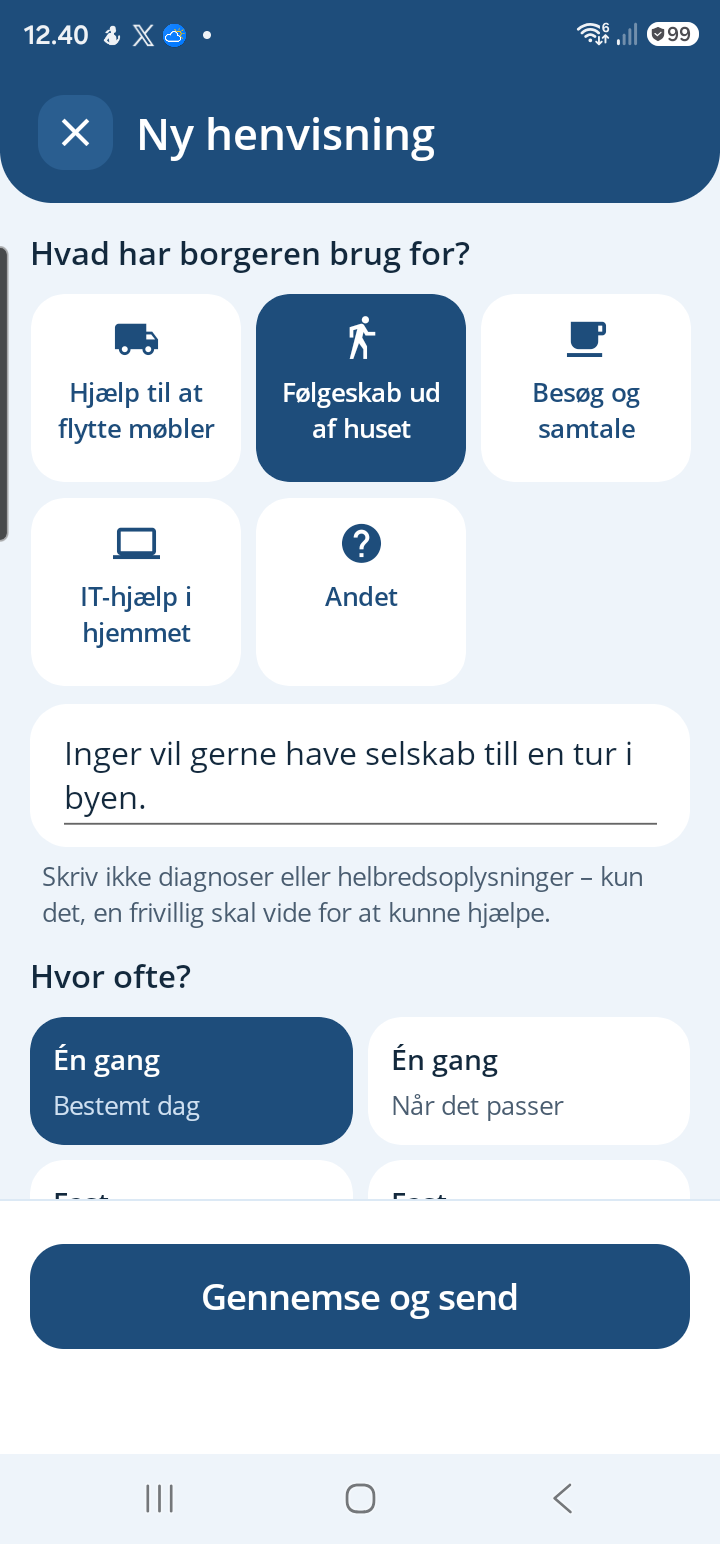 12.40
6
99
Ny henvisning
Hvad har borgeren brug for?
Hjælp til at
flytte møbler
Følgeskab ud
af huset
Besøg og
samtale
IT-hjælp i
hjemmet
Andet
Inger vil gerne have selskab till en tur i
byen.
Skriv ikke diagnoser eller helbredsoplysninger – kun
det, en frivillig skal vide for at kunne hjælpe.
Hvor ofte?
Én gang
Bestemt dag
Én gang
Når det passer
Gennemse og send